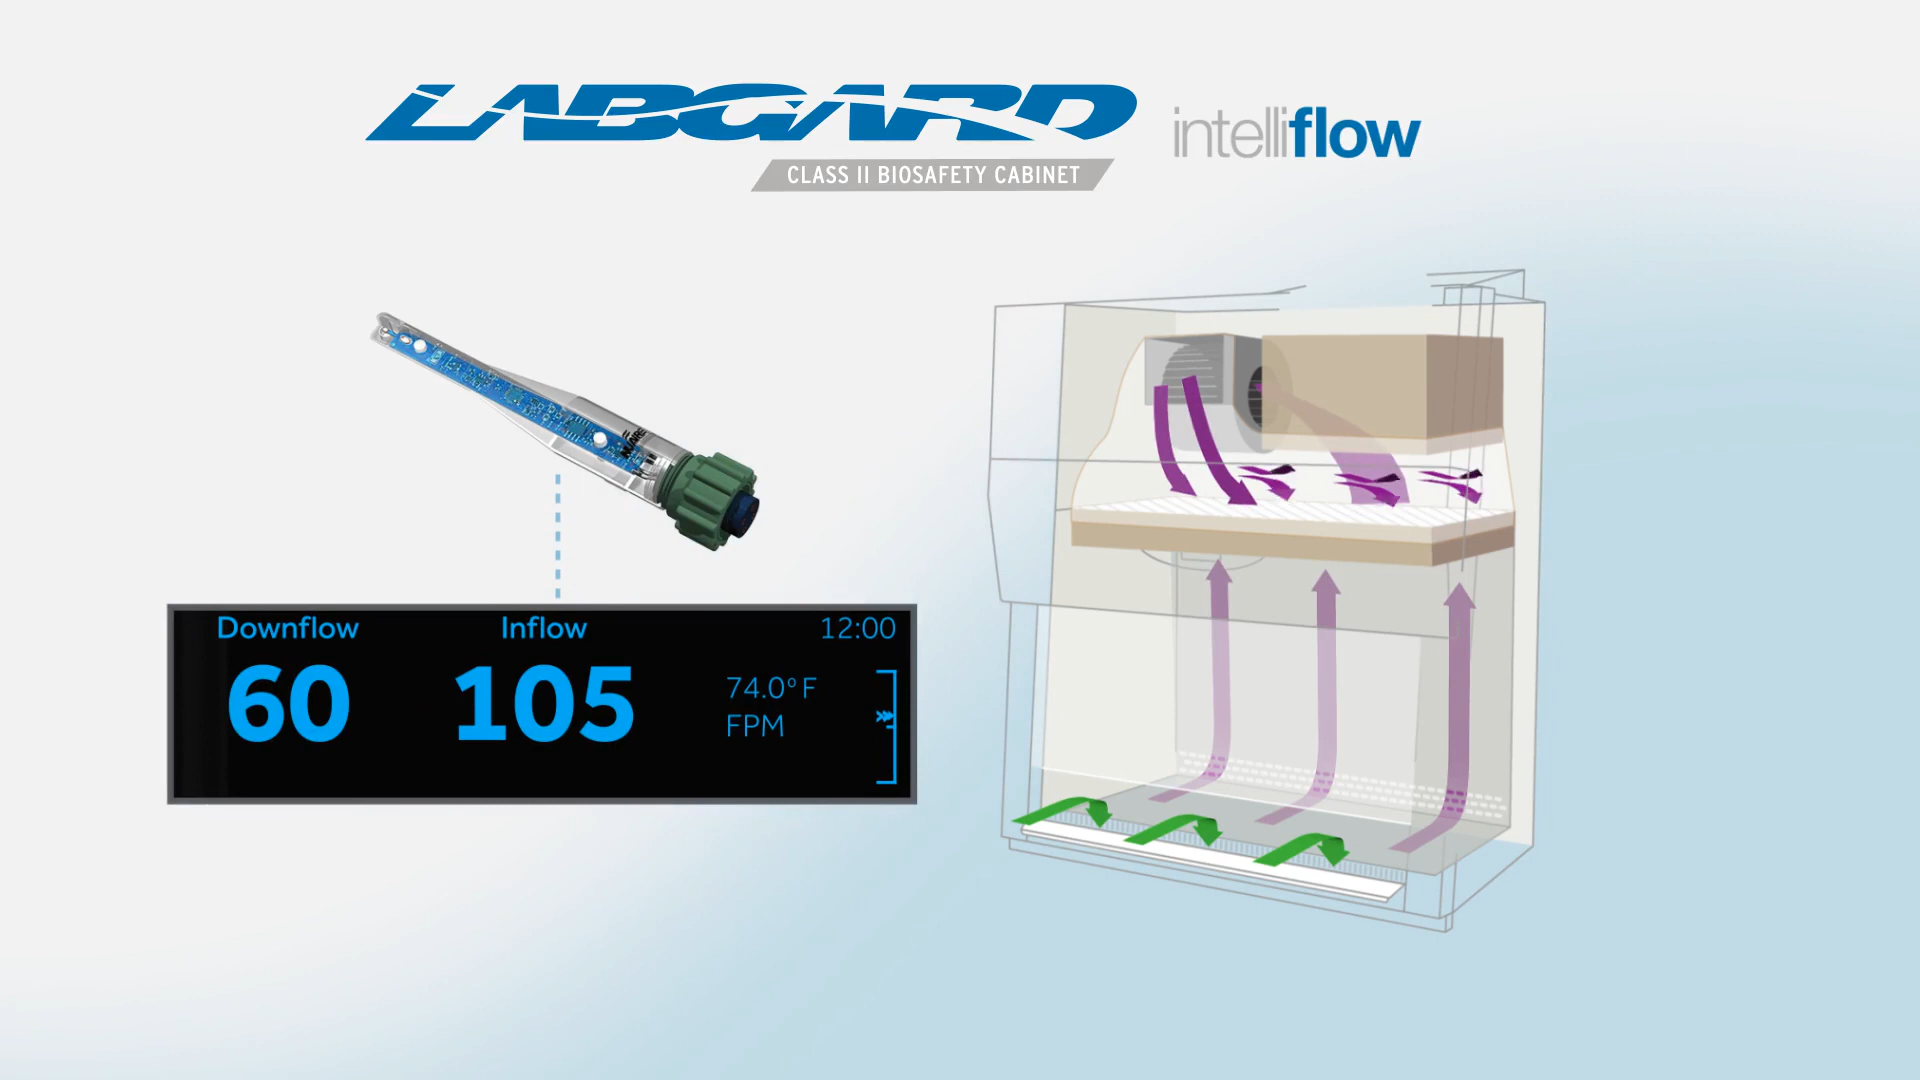 LABGARD
intelliflow
CLASS II BIOSAFETY CABINET
Downflow
Inflow
12:00
60
105
74.0° F
FPM